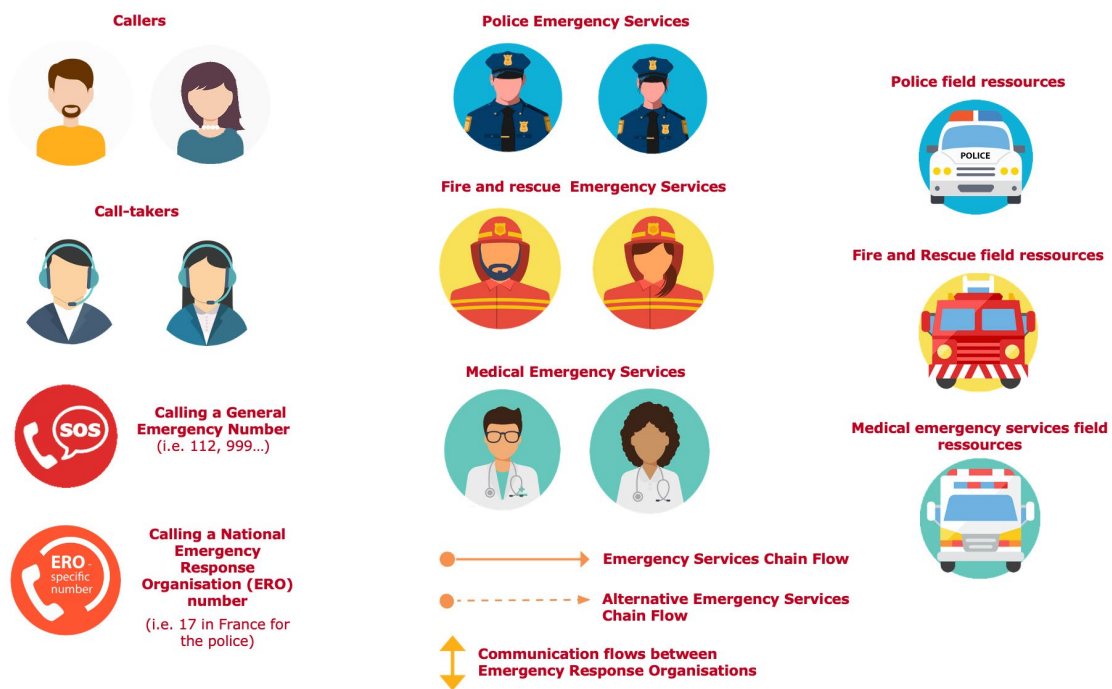 Callers
Call-takers
SOS
Calling a General
Emergency Number
(i.e. 112, 999...)
ERO -
specific
number
Calling a National
Emergency
Response
Organisation (ERO)
number
(i.e. 17 in France for
the police)
Police Emergency Services
Fire and rescue Emergency Services
Medical Emergency Services
Emergency Services Chain Flow
Alternative Emergency Services
Chain Flow
Communication flows between
Emergency Response Organisations
Police field ressources
POLICE
Fire and Rescue field ressources
Medical emergency services field
ressources